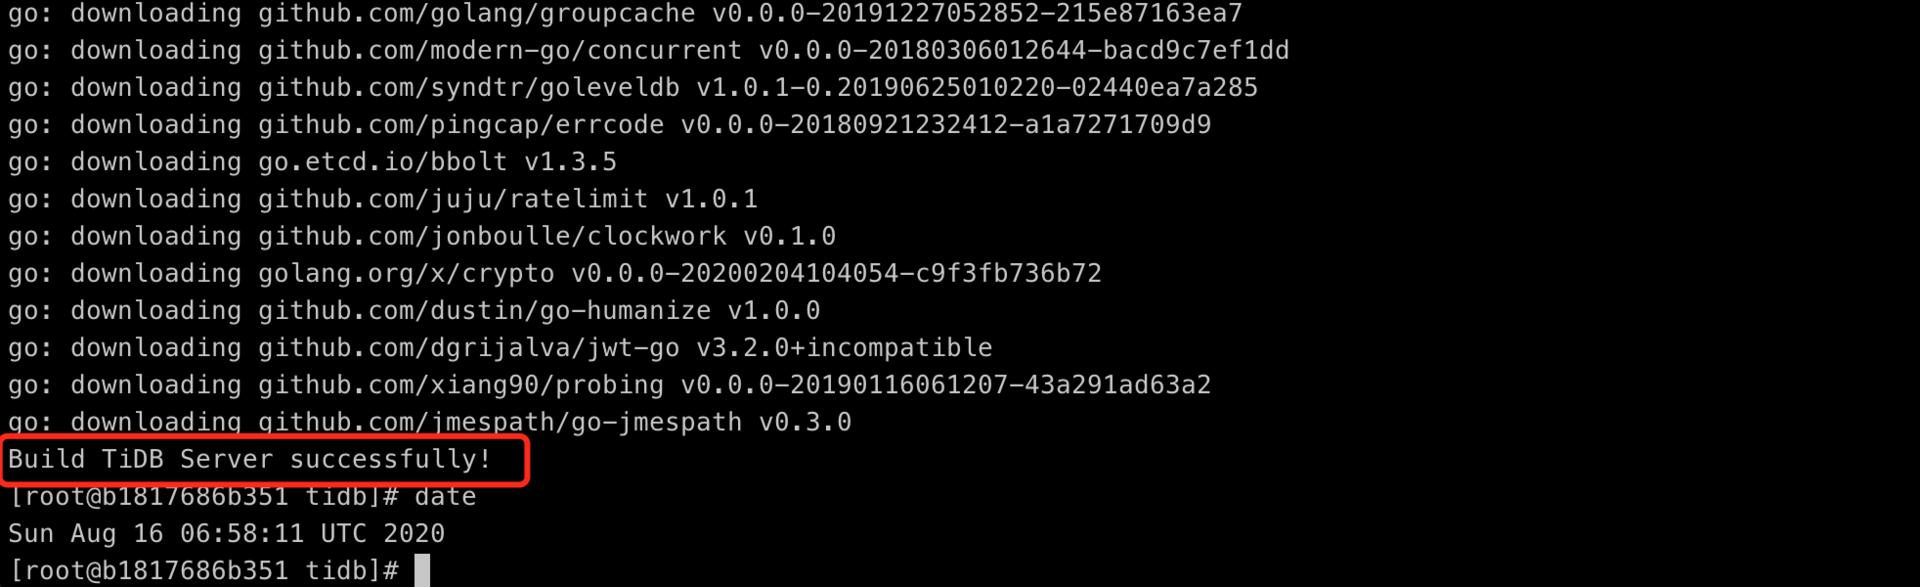 go: downloading github.com/golang/groupcache v0.0.0-20191227052852-215e87163ea7
go: downloading github.com/modern-go/concurrent v0.0.0-20180306012644-bacd9c7ef1dd
go: downloading github.com/syndtr/goleveldb v1.0.1-0.20190625010220-02440ea7a285
go: downloading github.com/pingcap/errcode v0.0.0-20180921232412-a1a7271709d9
go: downloading go.etcd.io/bbolt v1.3.5
go: downloading github.com/juju/ratelimit v1.0.1
go: downloading github.com/jonboulle/clockwork v0.1.0
go: downloading golang.org/x/crypto v0.0.0-20200204104054-c9f3fb736b72
go: downloading github.com/dustin/go-humanize v1.0.0
go: downloading github.com/dgrijalva/jwt-go v3.2.0+incompatible
go: downloading github.com/xiang90/probing v0.0.0-20190116061207-43a291ad63a2
go: downloading github.com/jmespath/go-jmespath v0.3.0
Build TiDB Server successfully!
[root@b1817686b351 tidb]# date
Sun Aug 16 06:58:11 UTC 2020
[root@b1817686b351 tidb]#